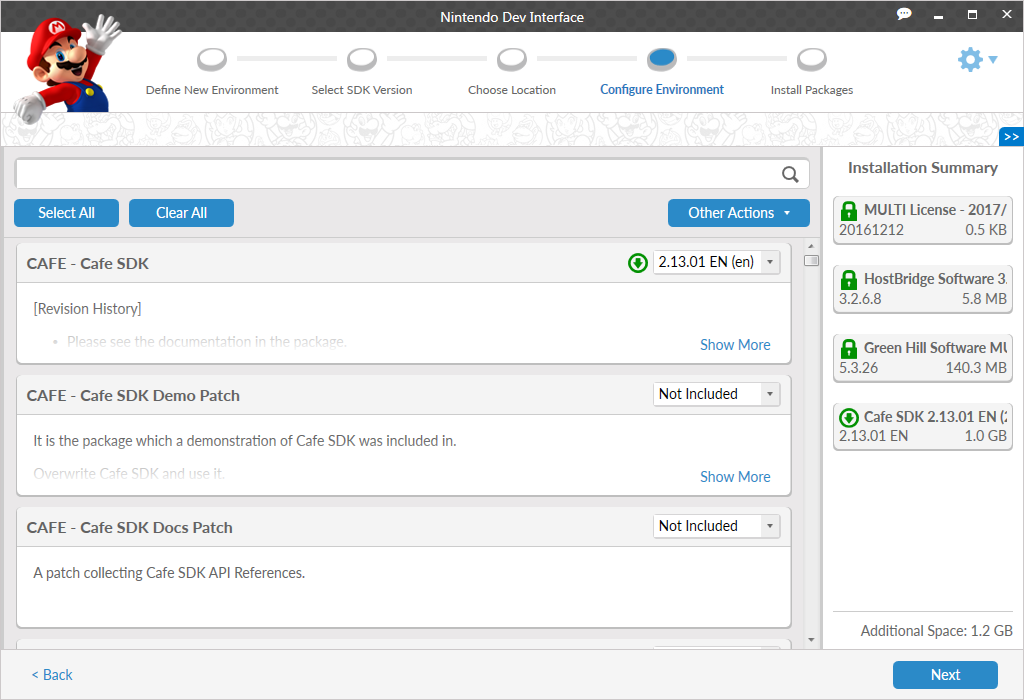 Nintendo Dev Interface
Define New Environment
Select SDK Version
Choose Location
Configure Environment
Install Packages
>>
Select All
Clear All
Other Actions
CAFE - Cafe SDK
2.13.01 EN (en)
[Revision History]
• Please see the documentation in the package.
Show More
CAFE - Cafe SDK Demo Patch
Not Included
It is the package which a demonstration of Cafe SDK was included in.
Overwrite Cafe SDK and use it.
Show More
CAFE - Cafe SDK Docs Patch
Not Included
A patch collecting Cafe SDK API References.
Installation Summary
MULTI License - 2017/
20161212 0.5 KB
HostBridge Software 3.
3.2.6.8 5.8 MB
Green Hill Software MU
5.3.26 140.3 MB
Cafe SDK 2.13.01 EN (2
2.13.01 EN 1.0 GB
Additional Space: 1.2 GB
< Back
Next